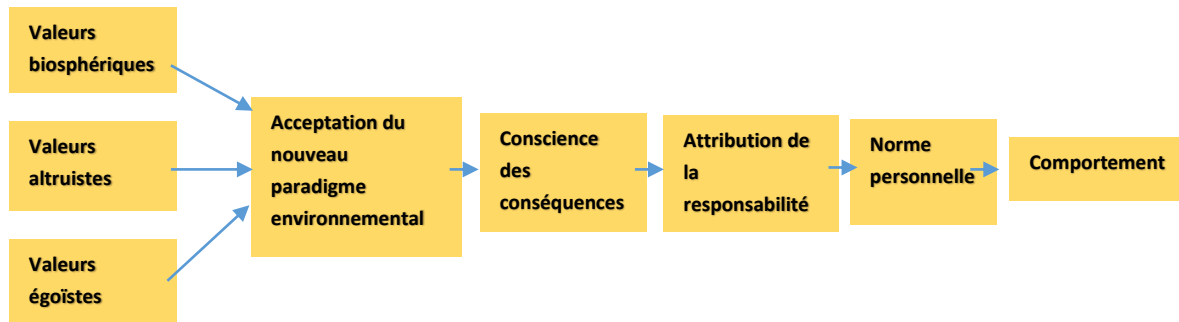 Valeurs
biosphériques
Valeurs
altruistes
Valeurs
égoïstes
Acceptation du
nouveau
paradigme
environnemental
Conscience
des
conséquences
Attribution de
la
responsabilité
Norme
personnelle
Comportement